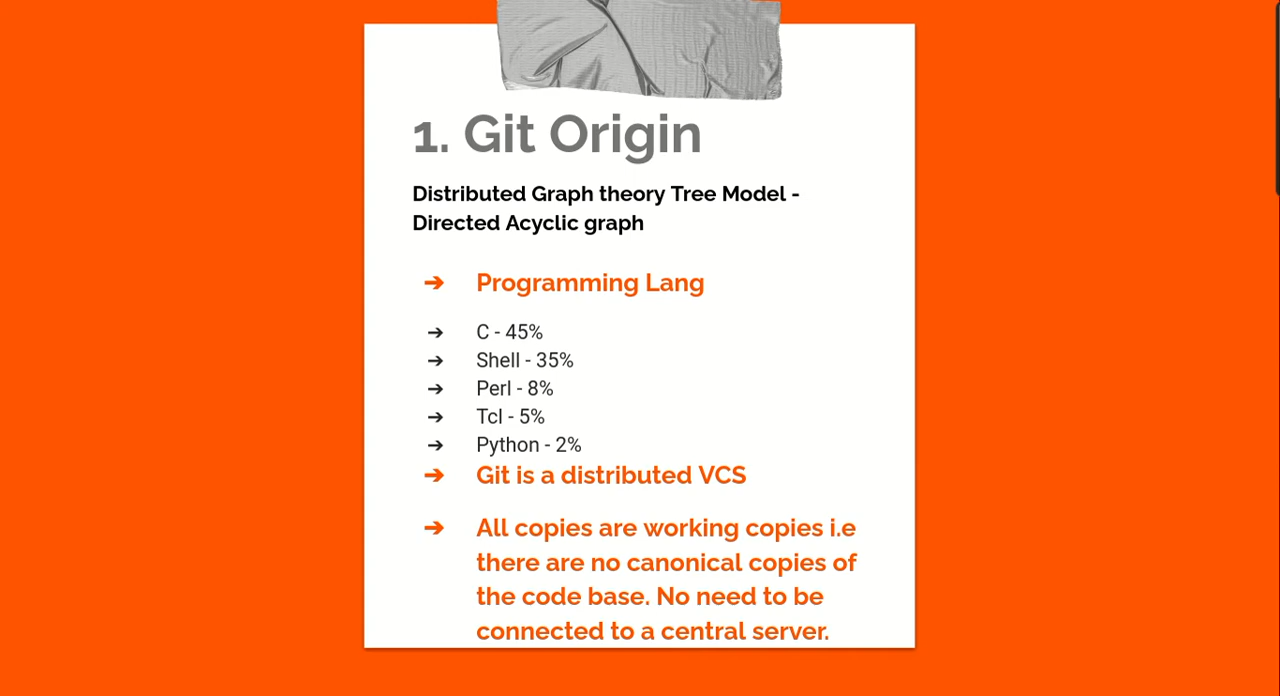 1. Git Origin
Distributed Graph theory Tree Model -
Directed Acyclic graph
➔ Programming Lang
➔ C - 45%
➔ Shell - 35%
➔ Perl - 8%
➔ Tcl - 5%
➔ Python - 2%
➔ Git is a distributed VCS
➔ All copies are working copies i.e
there are no canonical copies of
the code base. No need to be
connected to a central server.